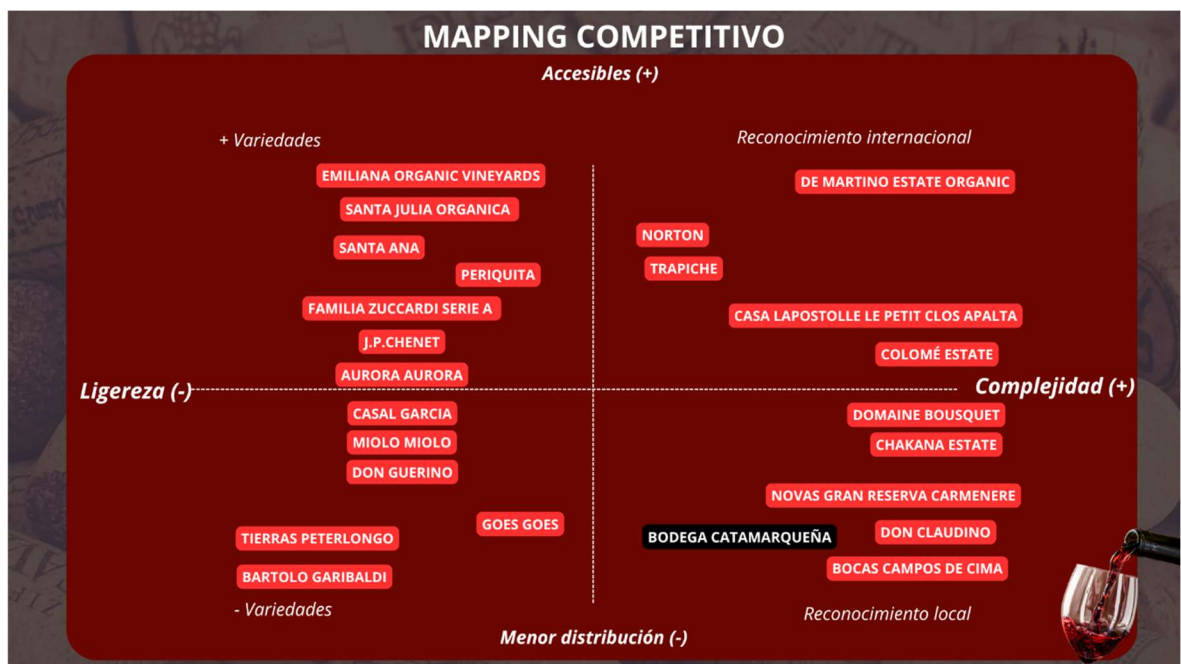 MAPPING COMPETITIVO
Accesibles (+)
+ Variedades
Reconocimiento internacional
EMILIANA ORGANIC VINEYARDS
DE MARTINO ESTATE ORGANIC
SANTA JULIA ORGANICA
NORTON
SANTA ANA
TRAPICHE
PERIQUITA
FAMILIA ZUCCARDI SERIE A
CASA LAPOSTOLLE LE PETIT CLOS APALTA
J.P.CHENET
COLOMÉ ESTATE
AURORA AURORA
Ligereza (-)
Complejidad (+)
CASAL GARCIA
DOMAINE BOUSQUET
MIOLO MIOLO
CHAKANA ESTATE
DON GUERINO
NOVAS GRAN RESERVA CARMENERE
GOES GOES
TIERRAS PETERLONGO
BODEGA CATAMARQUEÑA
DON CLAUDINO
BARTOLO GARIBALDI
BOCAS CAMPOS DE CIMA
- Variedades
Reconocimiento local
Menor distribución (-)